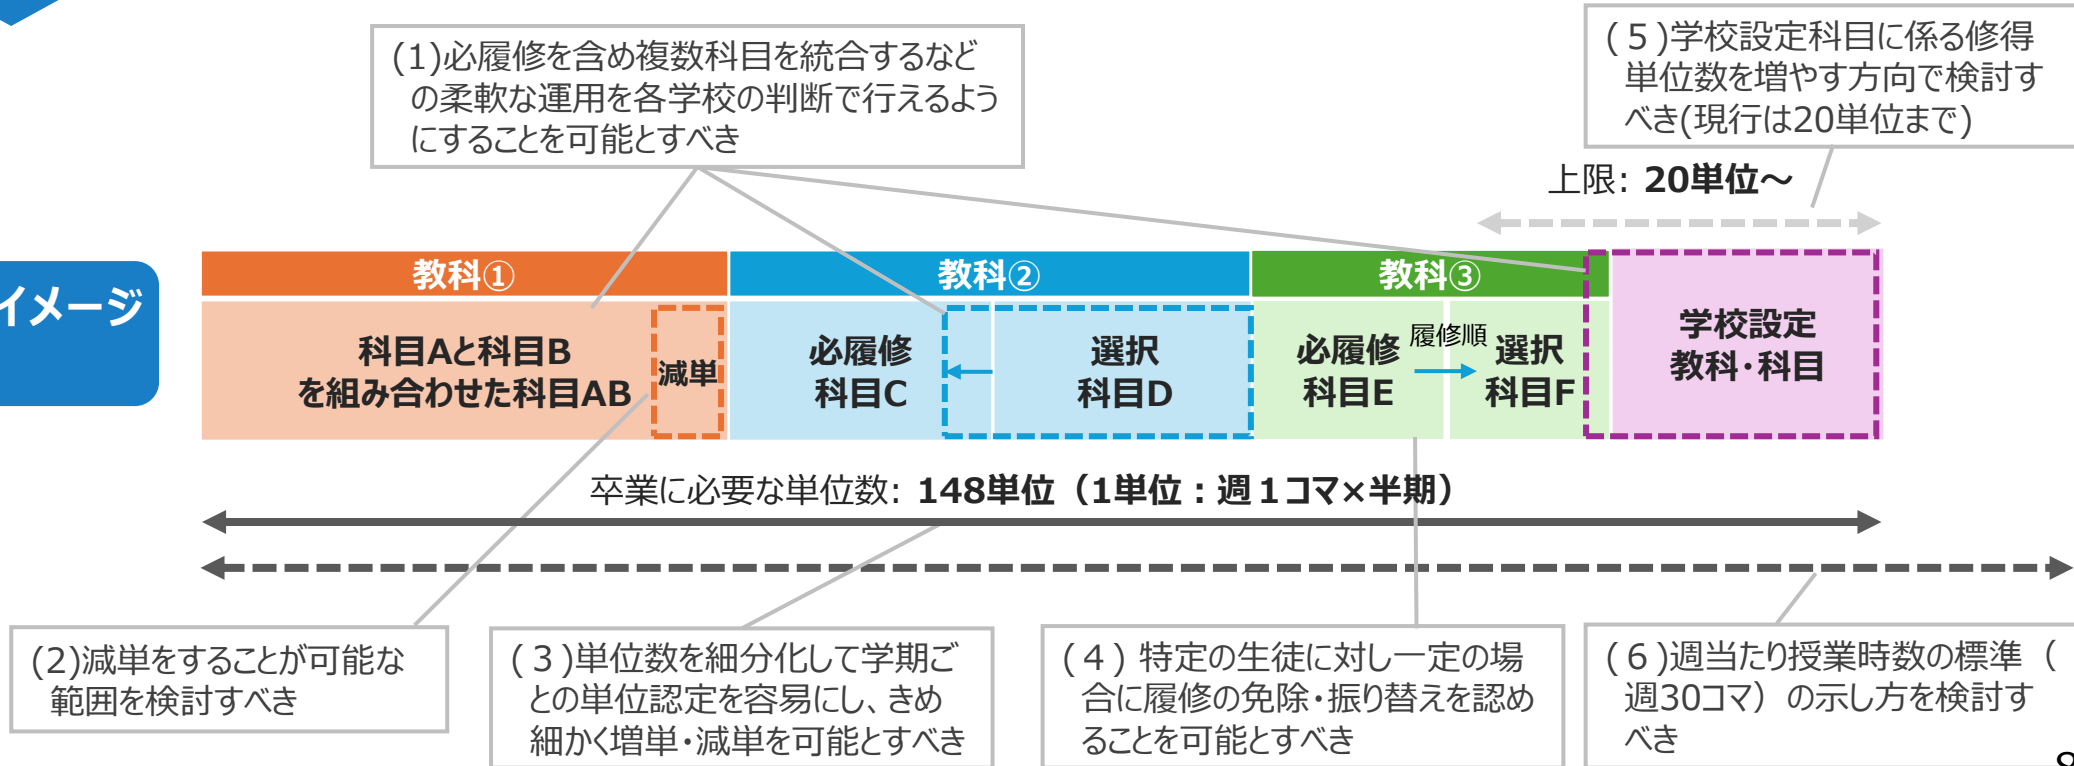 (1)必履修を含め複数科目を統合するなど
の柔軟な運用を各学校の判断で行えるよう
にすることを可能とすべき
(５)学校設定科目に係る修得
単位数を増やす方向で検討す
べき(現行は20単位まで)
上限: 20単位～
イメージ
教科①
教科②
教科③
科目Aと科目B
を組み合わせた科目AB
減単
必履修
科目C
選択
科目D
必履修
科目E
履修順
選択
科目F
学校設定
教科・科目
卒業に必要な単位数: 148単位（1単位：週１コマ×半期）
(2)減単をすることが可能な
範囲を検討すべき
(３)単位数を細分化して学期ご
との単位認定を容易にし、きめ
細かく増単・減単を可能とすべき
(４) 特定の生徒に対し一定の場
合に履修の免除・振り替えを認め
ることを可能とすべき
(６)週当たり授業時数の標準（
週30コマ）の示し方を検討す
べき